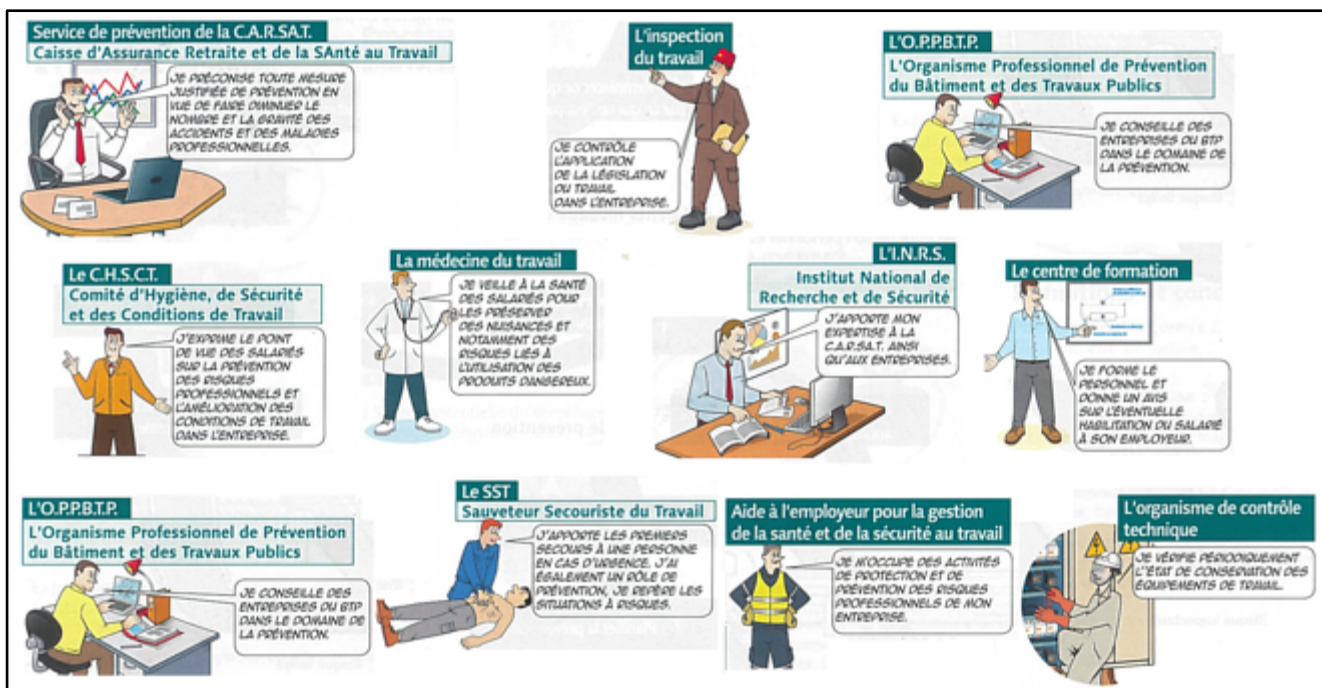 Service de prévention de la C.A.R.SAT.
Caisse d'Assurance Retraite et de la SAnté au Travail
JE PRÉCONISE TOUTE MESURE
JUSTIFIÉE DE PRÉVENTION EN
VUE DE FAIRE DIMINUER LE
NOMBRE ET LA GRAVITÉ DES
ACCIDENTS ET DES MALADIES
PROFESSIONNELLES.
L'inspection
du travail
JE CONTRÔLE
L'APPLICATION
DE LA LÉGISLATION
DU TRAVAIL
DANS L'ENTREPRISE.
L'O.P.P.B.T.P.
L'Organisme Professionnel de Prévention
du Bâtiment et des Travaux Publics
JE CONSEILLE DES
ENTREPRISES DU BTP
DANS LE DOMAINE DE
LA PRÉVENTION.
Le C.H.S.C.T.
Comité d'Hygiène, de Sécurité
et des Conditions de Travail
J'EXPRIME LE POINT
DE VUE DES SALARIÉS
SUR LA PRÉVENTION
DES RISQUES
PROFESSIONNELS ET
L'AMÉLIORATION DES
CONDITIONS DE TRAVAIL
DANS L'ENTREPRISE.
La médecine du travail
JE VEILLE À LA SANTÉ
DES SALARIÉS POUR
LES PRÉSERVER
DES NUISANCES ET
NOTAMMENT DES
RISQUES LIÉS À
L'UTILISATION DES
PRODUITS DANGEREUX.
L'I.N.R.S.
Institut National de
Recherche et de Sécurité
J'APPORTE MON
EXPERTISE À LA
C.A.R.SA.T. AINSI
QU'AUX ENTREPRISES.
Le centre de formation
JE FORME LE
PERSONNEL ET
DONNE UN AVIS
SUR L'ÉVENTUELLE
HABILITATION DU SALARIÉ
À SON EMPLOYEUR.
L'O.P.P.B.T.P.
L'Organisme Professionnel de Prévention
du Bâtiment et des Travaux Publics
JE CONSEILLE DES
ENTREPRISES DU BTP
DANS LE DOMAINE DE
LA PRÉVENTION.
Le SST
Sauveteur Secouriste du Travail
J'APPORTE LES PREMIERS
SECOURS À UNE PERSONNE
EN CAS D'URGENCE. J'AI
ÉGALEMENT UN RÔLE DE
PRÉVENTION, JE REPÈRE LES
SITUATIONS À RISQUES.
Aide à l'employeur pour la gestion
de la santé et de la sécurité au travail
JE M'OCCUPE DES ACTIVITÉS
DE PROTECTION ET DE
PRÉVENTION DES RISQUES
PROFESSIONNELS DE MON
ENTREPRISE.
L'organisme de contrôle
technique
JE VÉRIFIE PÉRIODIQUEMENT
L'ÉTAT DE CONSERVATION DES
ÉQUIPEMENTS DE TRAVAIL.